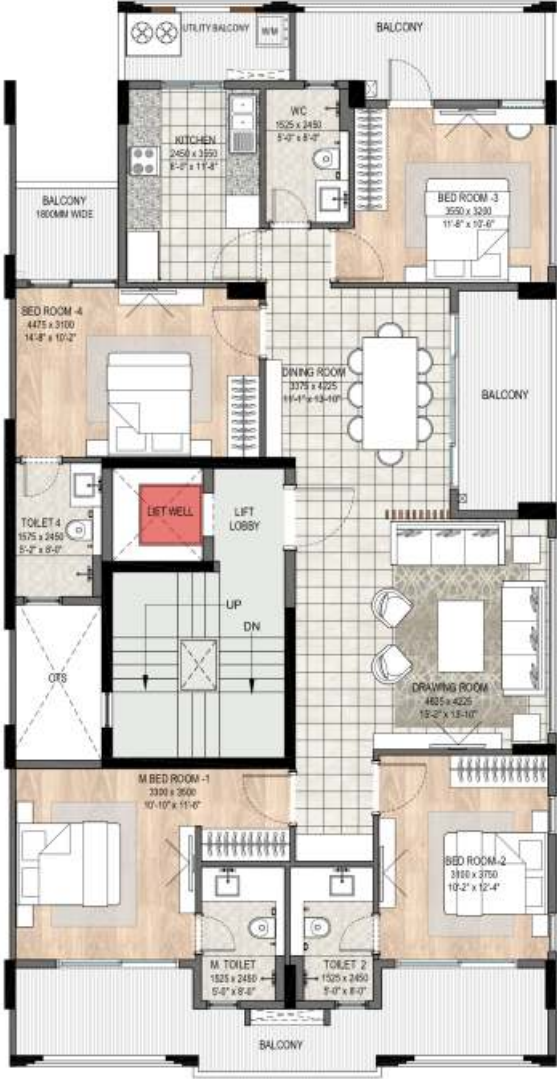 UTILITY BALCONY
W/M
BALCONY
WC
1525 x 2450
5'-0" x 8'-0"
KITCHEN
2450 x 3550
8'-0" x 11'-8"
BALCONY
1800MM WIDE
BED ROOM -3
3550 x 3200
11'-8" x 10'-6"
BED ROOM -4
4475 x 3100
14'-8" x 10'-2"
DINING ROOM
3375 x 4225
11'-1" x 13-10"
BALCONY
LIFT WELL
LIFT
LOBBY
TOILET 4
1575 x 2450
5'-2" x 8'-0"
UP
DN
OTS
DRAWING ROOM
4625 x 4225
15'-2" x 13'-10"
M.BED ROOM -1
3300 x 3500
10'-10" x 11'-6"
BED ROOM-2
3100 x 3750
10'-2" x 12'-4"
M. TOILET
1525 x 2450
5'-0" x 8'-0"
TOILET 2
1525 x 2450
5'-0" x 8'-0"
BALCONY